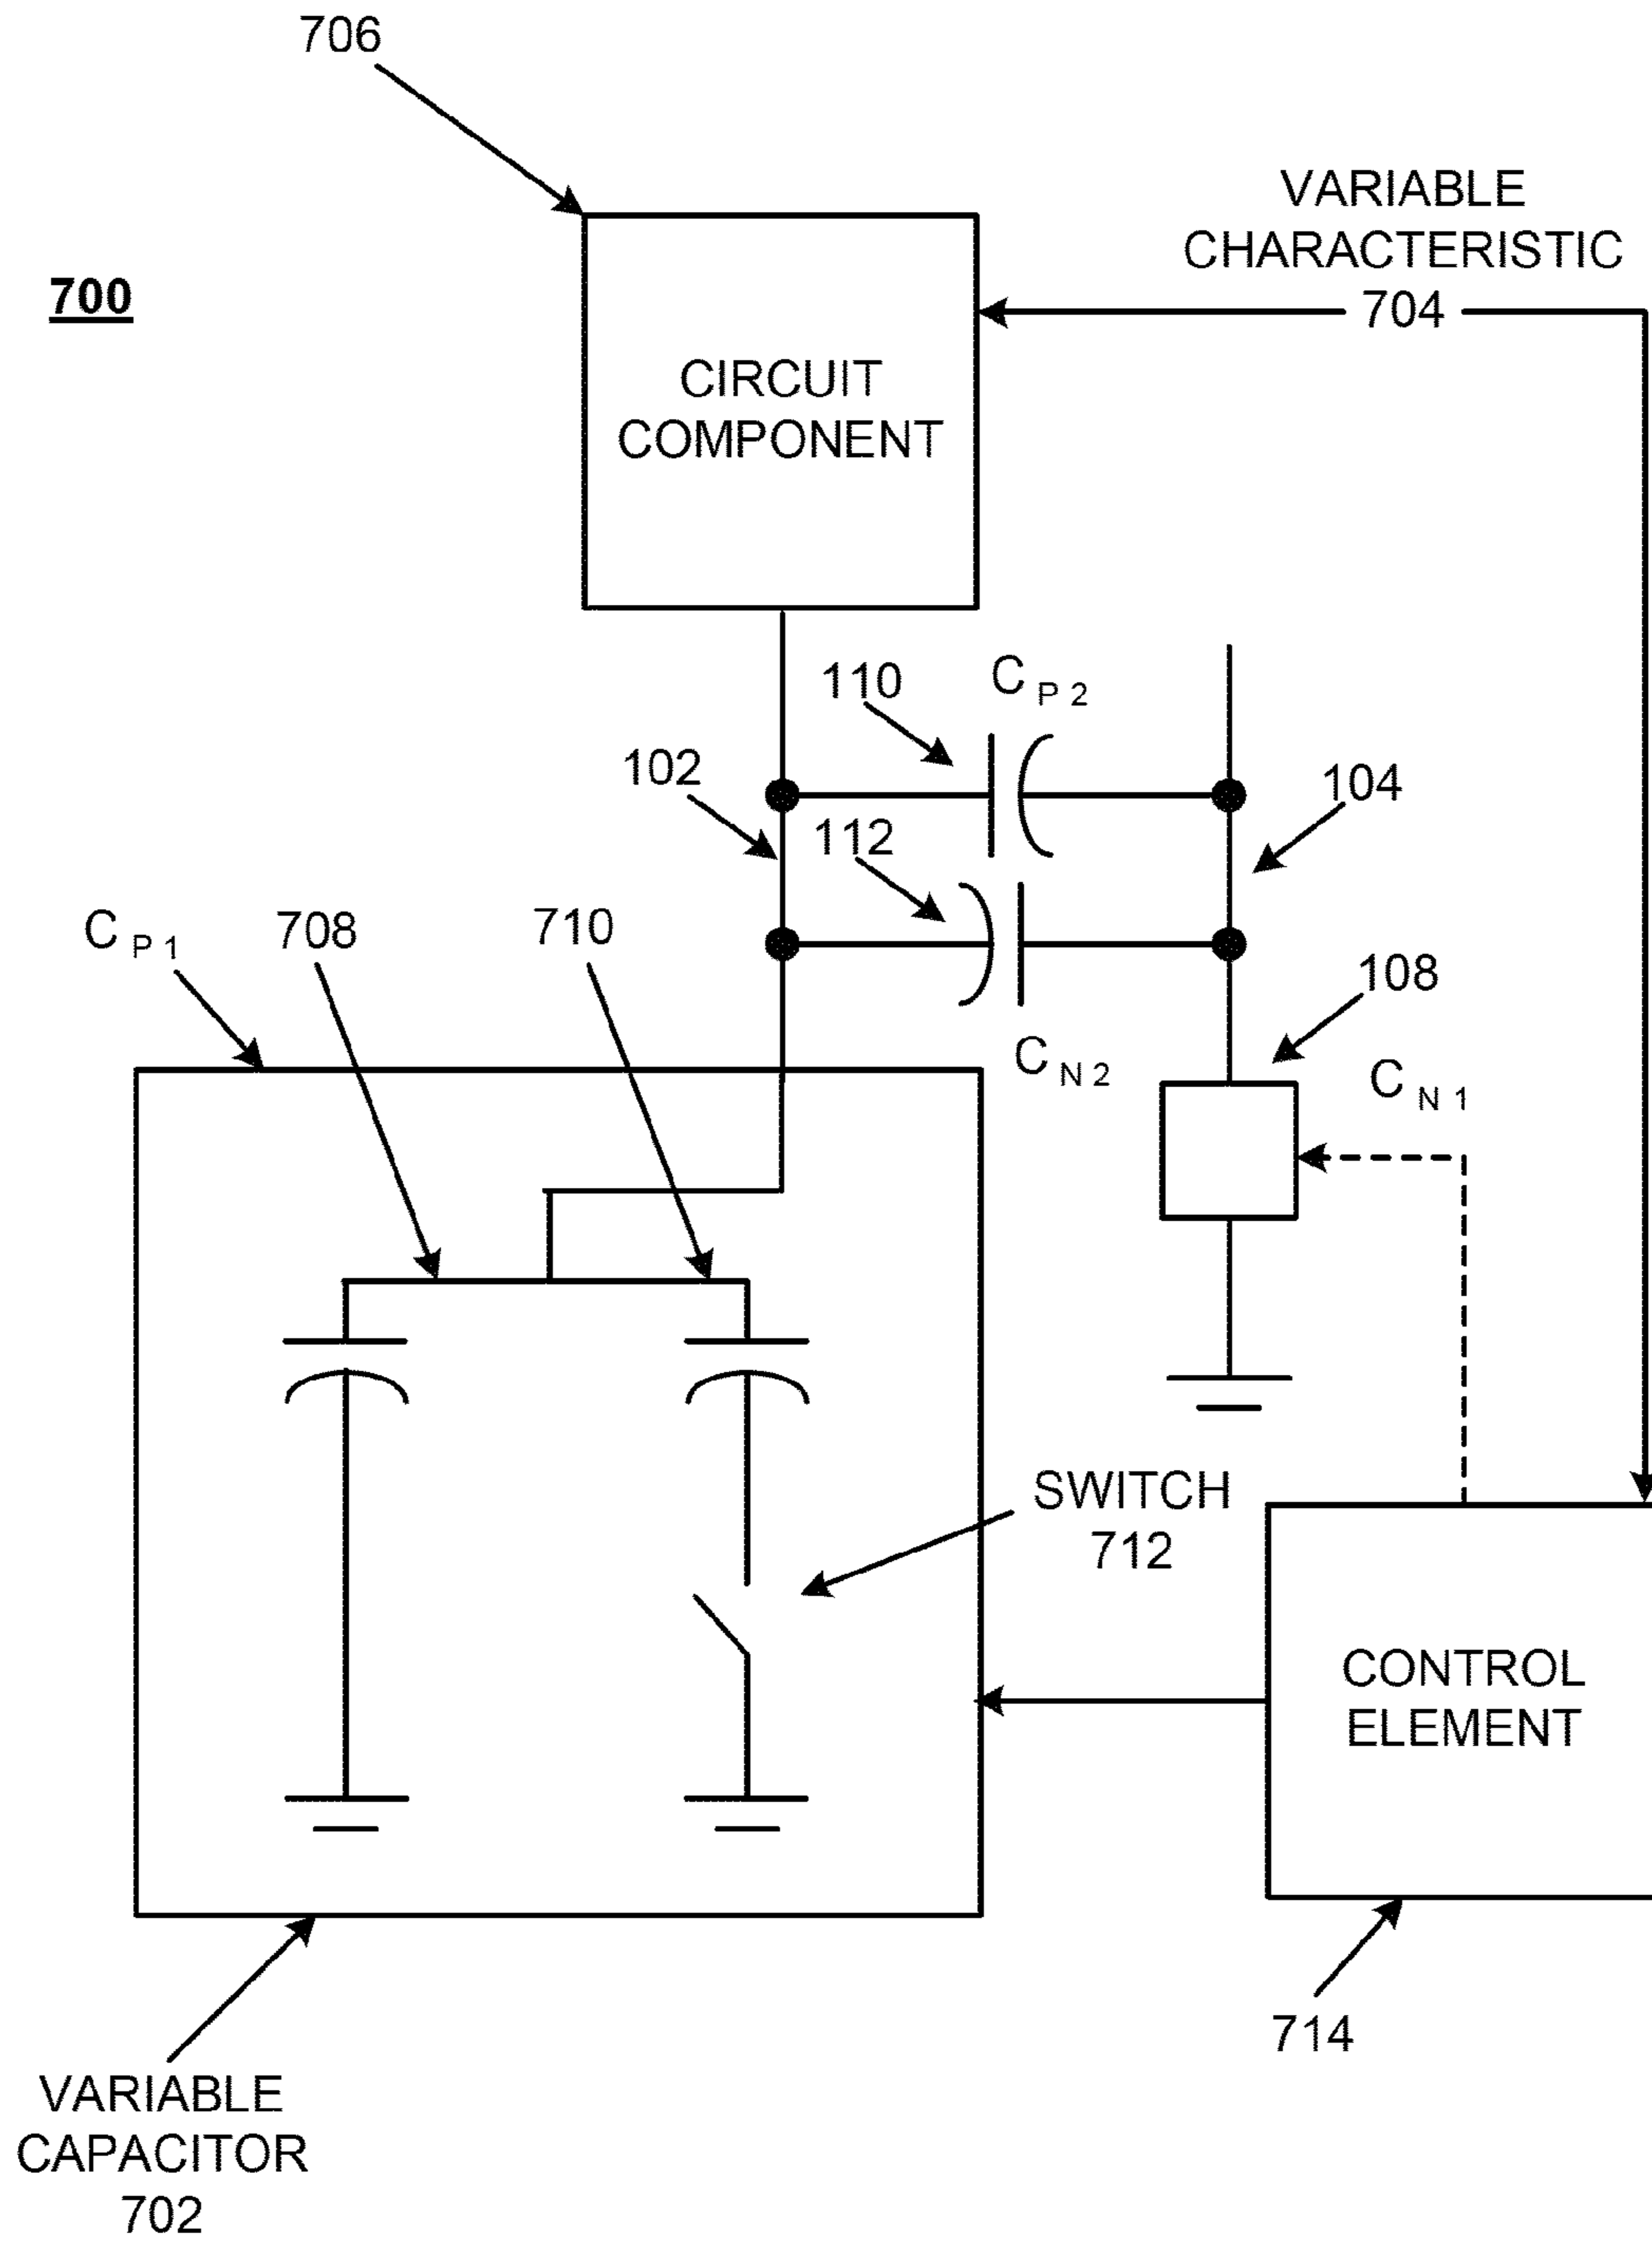 706
VARIABLE
CHARACTERISTIC
704
700
CIRCUIT
COMPONENT
110
C P 2
102
104
112
C P 1
708
710
108
C N 2
C N 1
SWITCH
712
CONTROL
ELEMENT
714
VARIABLE
CAPACITOR
702